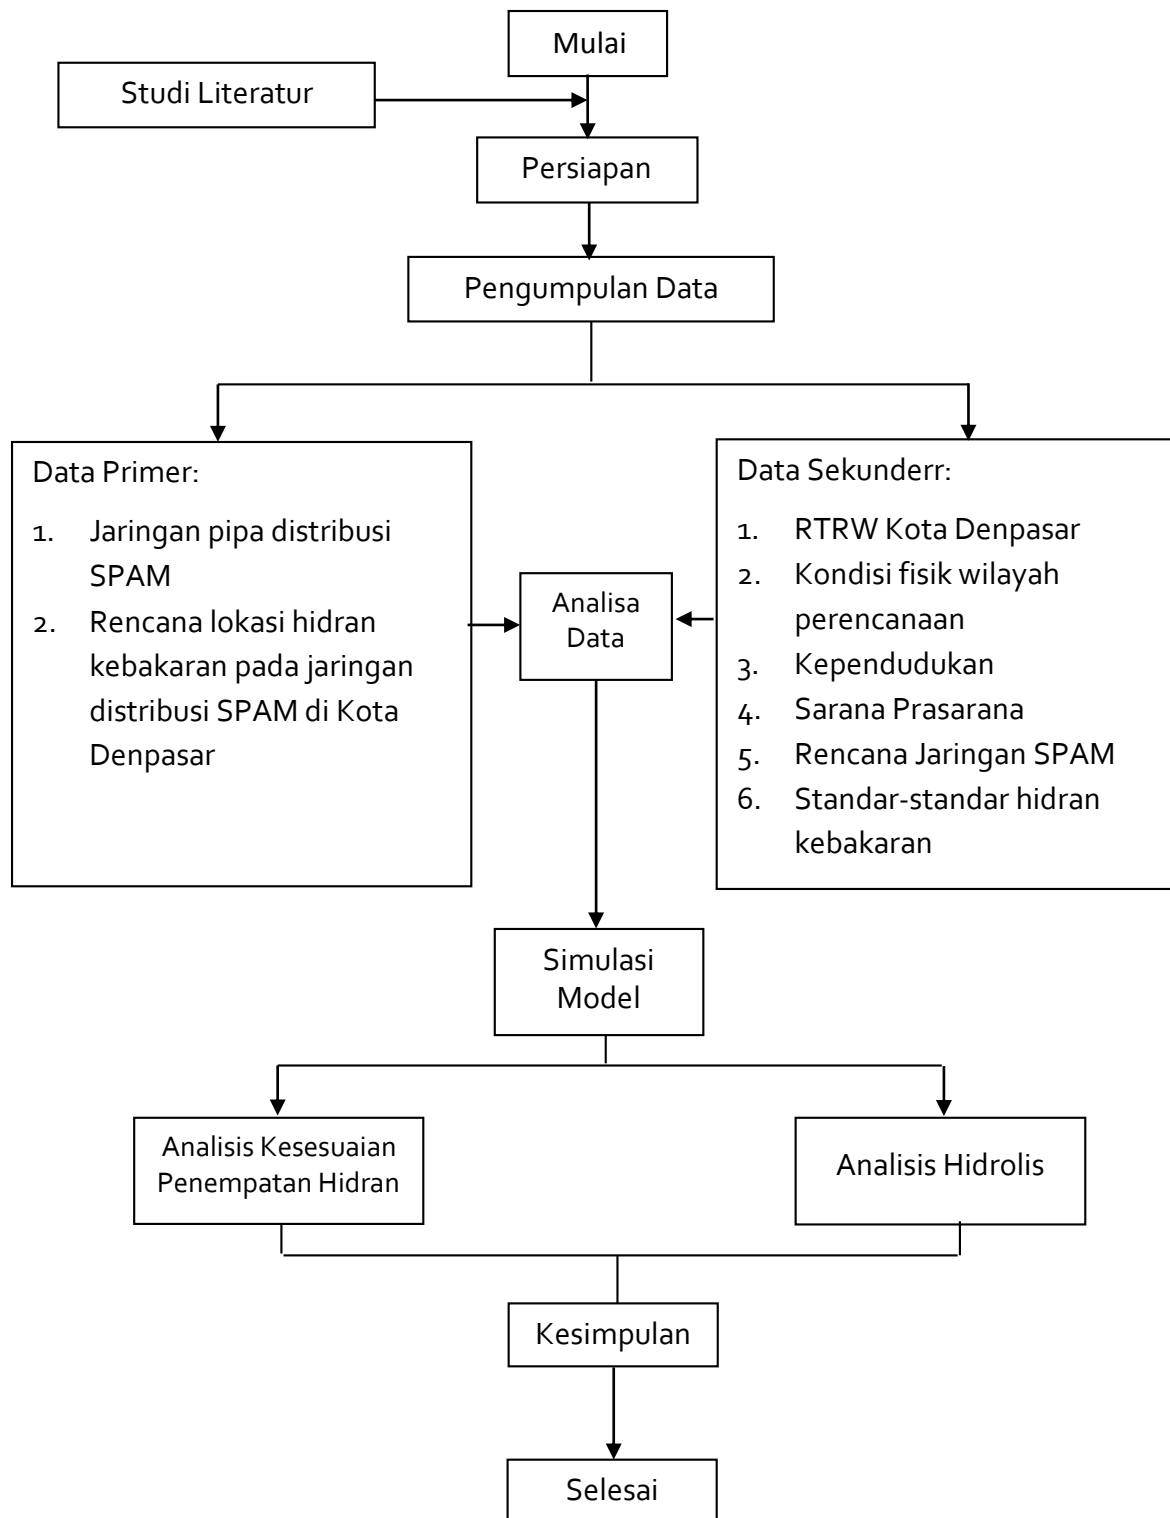 Mulai
Studi Literatur
Persiapan
Pengumpulan Data
Data Primer:
1. Jaringan pipa distribusi
SPAM
2. Rencana lokasi hidran
kebakaran pada jaringan
distribusi SPAM di Kota
Denpasar
Analisa
Data
Data Sekunderr:
1. RTRW Kota Denpasar
2. Kondisi fisik wilayah
perencanaan
3. Kependudukan
4. Sarana Prasarana
5. Rencana Jaringan SPAM
6. Standar-standar hidran
kebakaran
Simulasi
Model
Analisis Kesesuaian
Penempatan Hidran
Analisis Hidrolis
Kesimpulan
Selesai